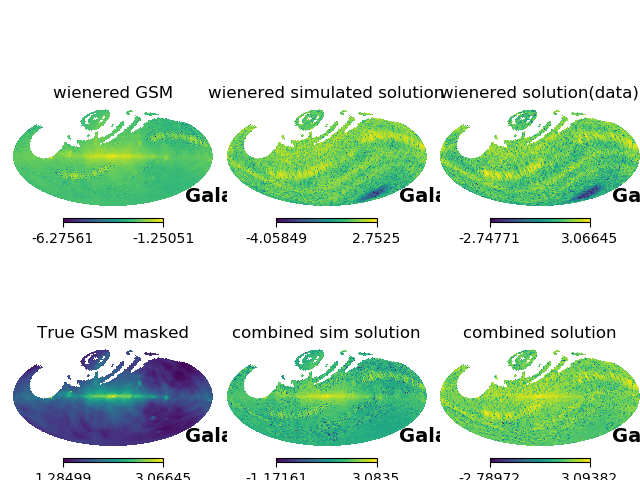 wienered GSM
wienered simulated solution
wienered solution(data)
Gala
Gala
Ga
-6.27561 -1.25051
-4.05849 2.7525
-2.74771 3.06645
True GSM masked
combined sim solution
combined solution
Gala
Gala
Ga
1.28499 3.06645
-1.17161 3.0835
-2.78972 3.09382